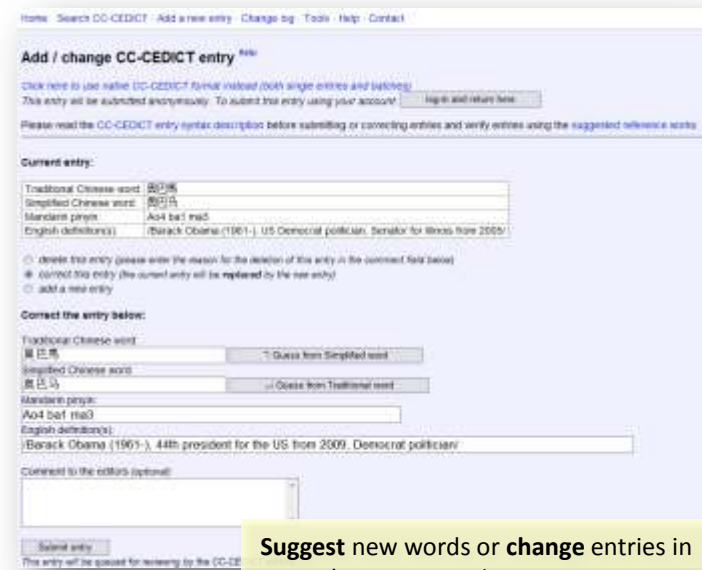 Home Search CC-CEDICT Add a new entry Change log Tools Help Contact
Add / change CC-CEDICT entry Beta
Click here to use native CC-CEDICT format instead (both single entries and batches)
This entry will be submitted anonymously. To submit this entry using your account log in and return here
Please read the CC-CEDICT entry syntax description before submitting or correcting entries and verify entries using the suggested reference works
Current entry:
Traditional Chinese word: 奧巴馬
Simplified Chinese word: 奥巴马
Mandarin pinyin: Ao4 ba1 ma3
English definition(s): /Barack Obama (1961-), US Democrat politician, Senator for Illinois from 2005/
delete this entry (please enter the reason for the deletion of this entry in the comment field below)
correct this entry (the current entry will be replaced by the new entry)
add a new entry
Correct the entry below:
Traditional Chinese word:
奧巴馬 Guess from Simplified word
Simplified Chinese word:
奥巴马 Guess from Traditional word
Mandarin pinyin:
Ao4 ba1 ma3
English definition(s):
/Barack Obama (1961-), 44th president for the US from 2009, Democrat politician/
Comment to the editors (optional):
Submit entry
This entry will be queued for reviewing by the CC-CE
Suggest new words or change entries in